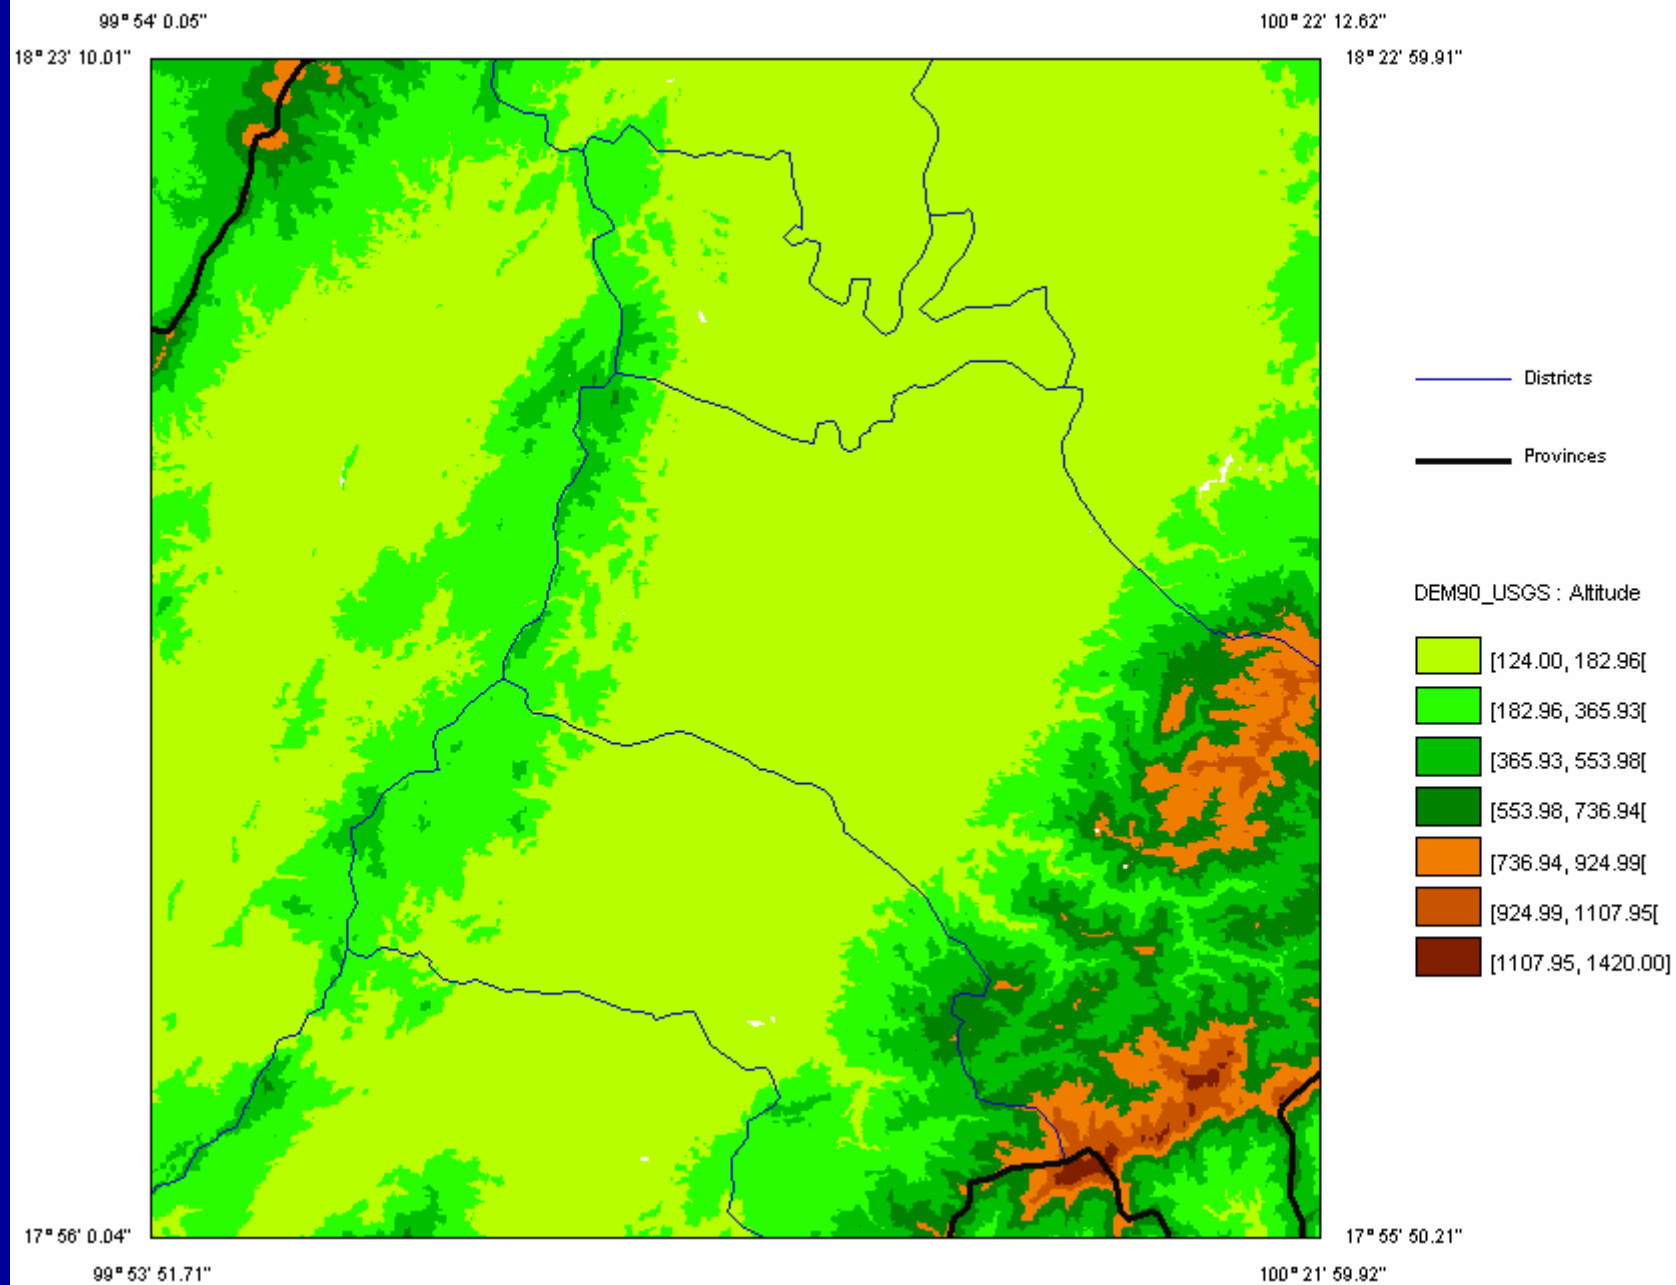 99° 54' 0.05"
100° 22' 12.62"
18° 23' 10.01"
18° 22' 59.91"
Districts
Provinces
DEM90_USGS : Altitude
[124.00, 182.96[
[182.96, 365.93[
[365.93, 553.98[
[553.98, 736.94[
[736.94, 924.99[
[924.99, 1107.95[
[1107.95, 1420.00]
17° 56' 0.04"
17° 55' 50.21"
99° 53' 51.71"
100° 21' 59.92"